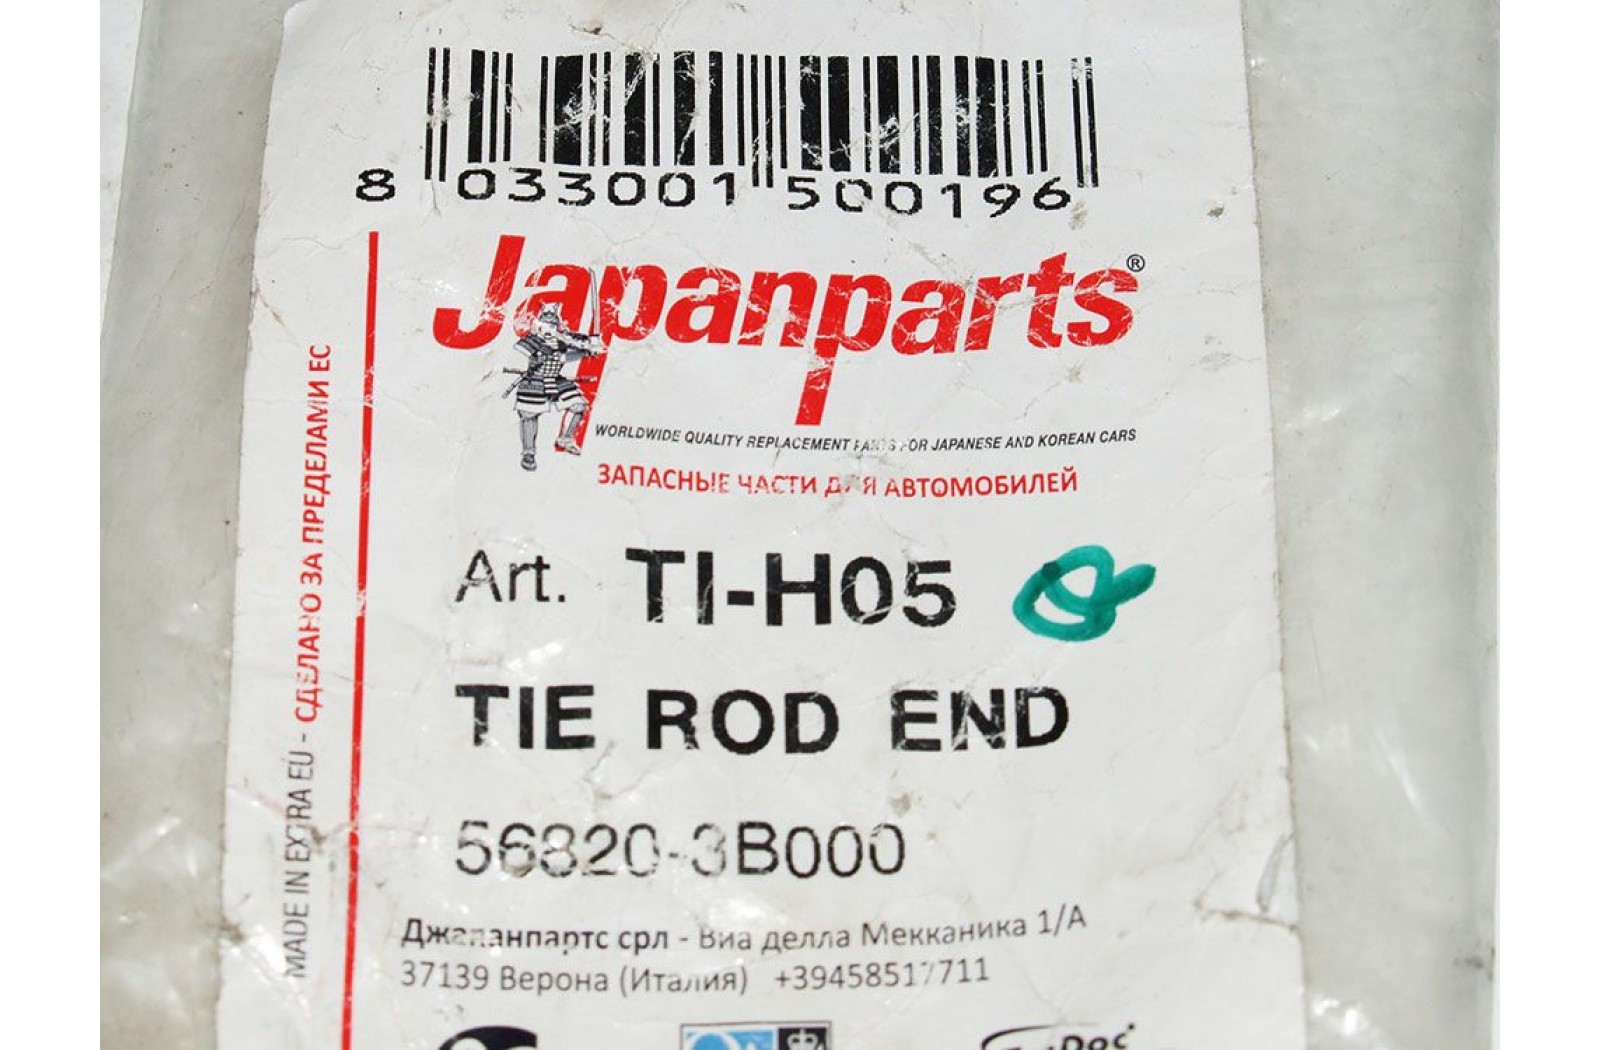 8 033001 500196
Japanparts®
WORLDWIDE QUALITY REPLACEMENT PARTS FOR JAPANESE AND KOREAN CARS
ЗАПАСНЫЕ ЧАСТИ ДЛЯ АВТОМОБИЛЕЙ
MADE IN EXTRA EU - СДЕЛАНО ЗА ПРЕДЕЛАМИ ЕС
Art. TI-H05
TIE ROD END
56820-3B000
Джапанпартс срл - Виа делла Мекканика 1/А
37139 Верона (Италия) +39458517711